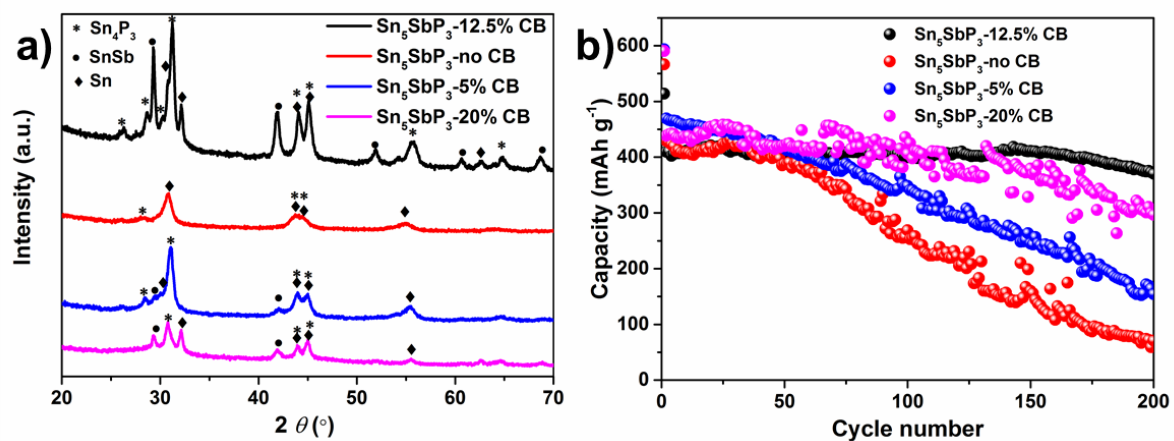 a)
* Sn₄P₃
● SnSb
♦ Sn
Sn₅SbP₃-12.5% CB
Sn₅SbP₃-no CB
Sn₅SbP₃-5% CB
Sn₅SbP₃-20% CB
Intensity (a.u.)
20 30 40 50 60 70
2 θ (°)
b)
Sn₅SbP₃-12.5% CB
Sn₅SbP₃-no CB
Sn₅SbP₃-5% CB
Sn₅SbP₃-20% CB
Capacity (mAh g⁻¹)
600
500
400
300
200
100
0
0 50 100 150 200
Cycle number